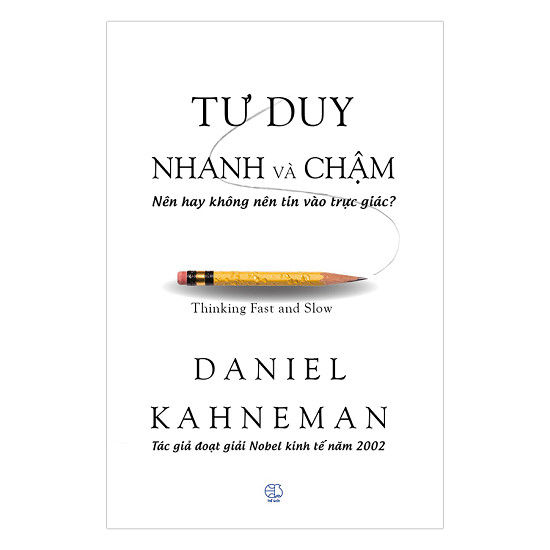 TƯ DUY
NHANH VÀ CHẬM
Nên hay không nên tin vào trực giác?
Thinking Fast and Slow
DANIEL
KAHNEMAN
Tác giả đoạt giải Nobel kinh tế năm 2002